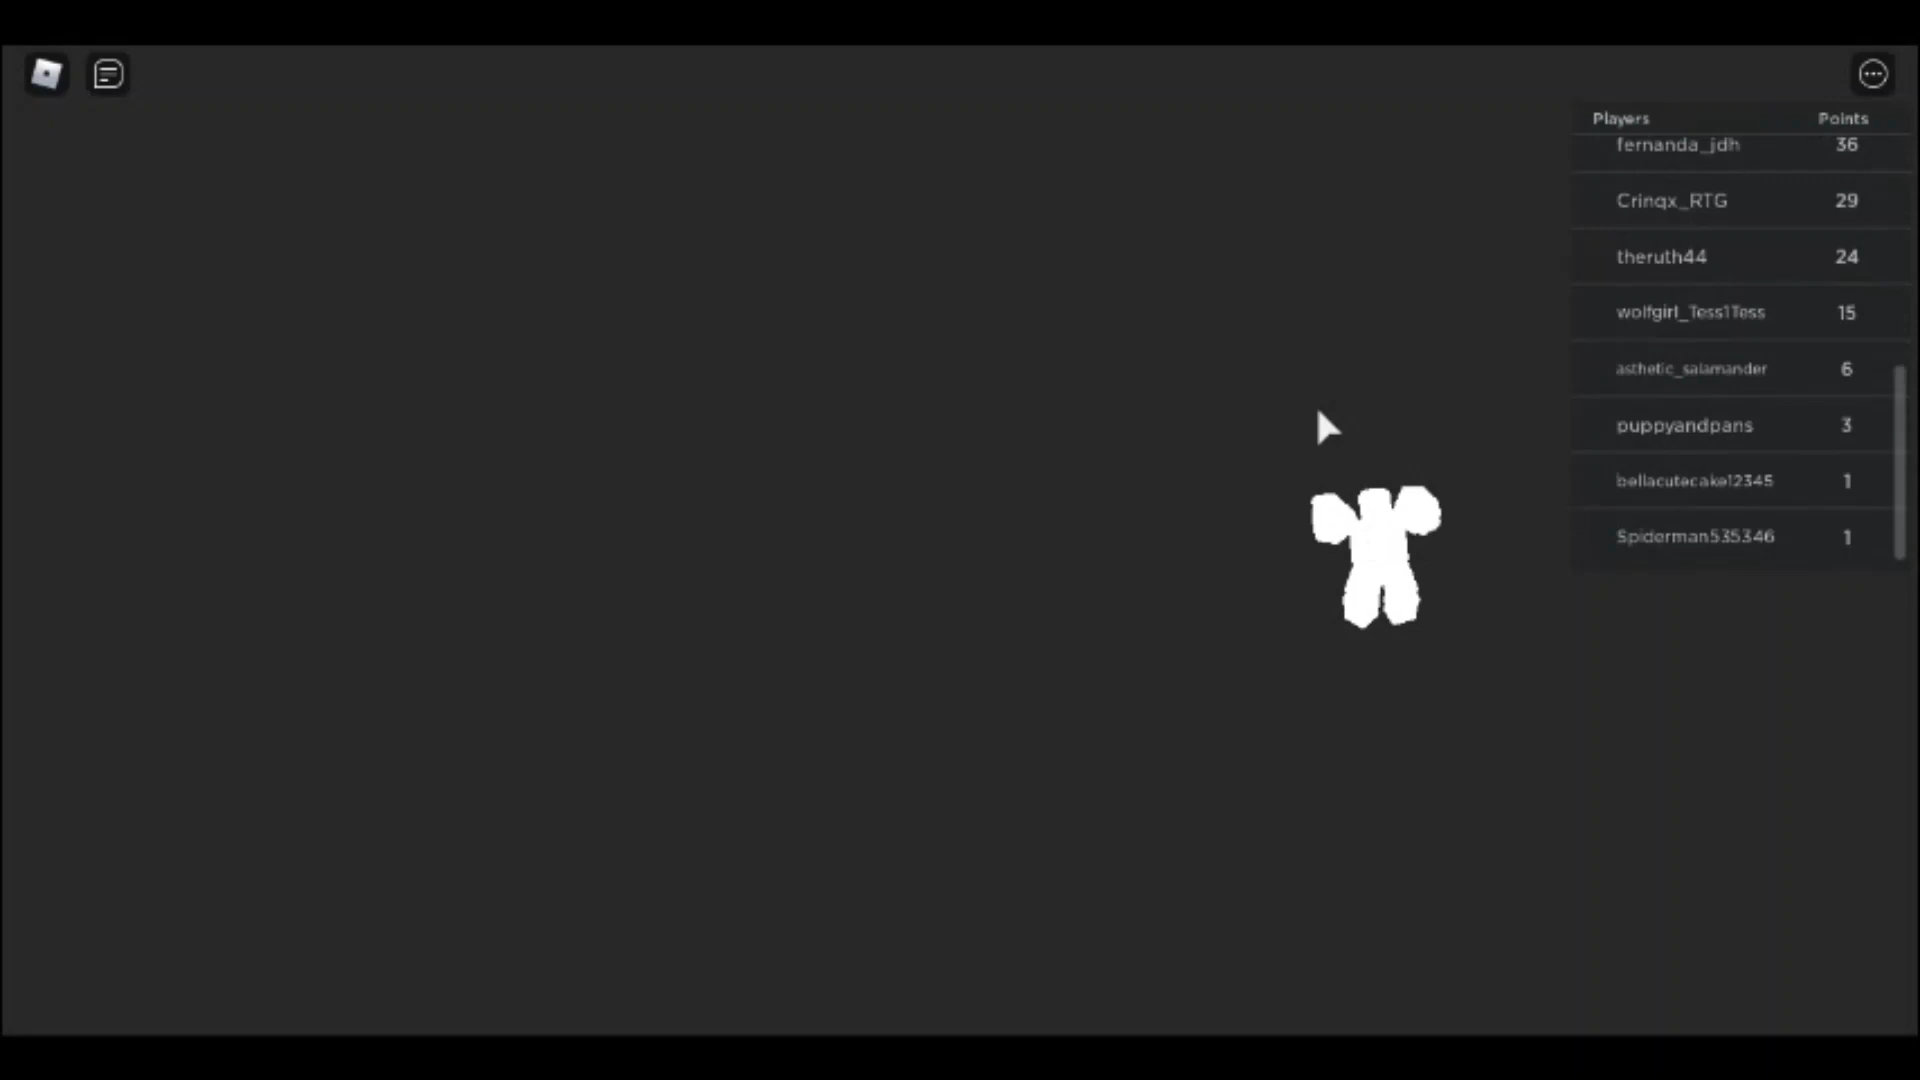 Players Points
fernanda_jdh 36
Crinqx_RTG 29
theruth44 24
wolfgirl_Tess1Tess 15
asthetic_salamander 6
puppyandpans 3
bellacutecake12345 1
Spiderman535346 1